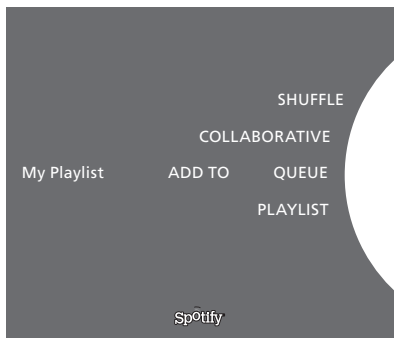 SHUFFLE
COLLABORATIVE
My Playlist ADD TO QUEUE
PLAYLIST
Spotify